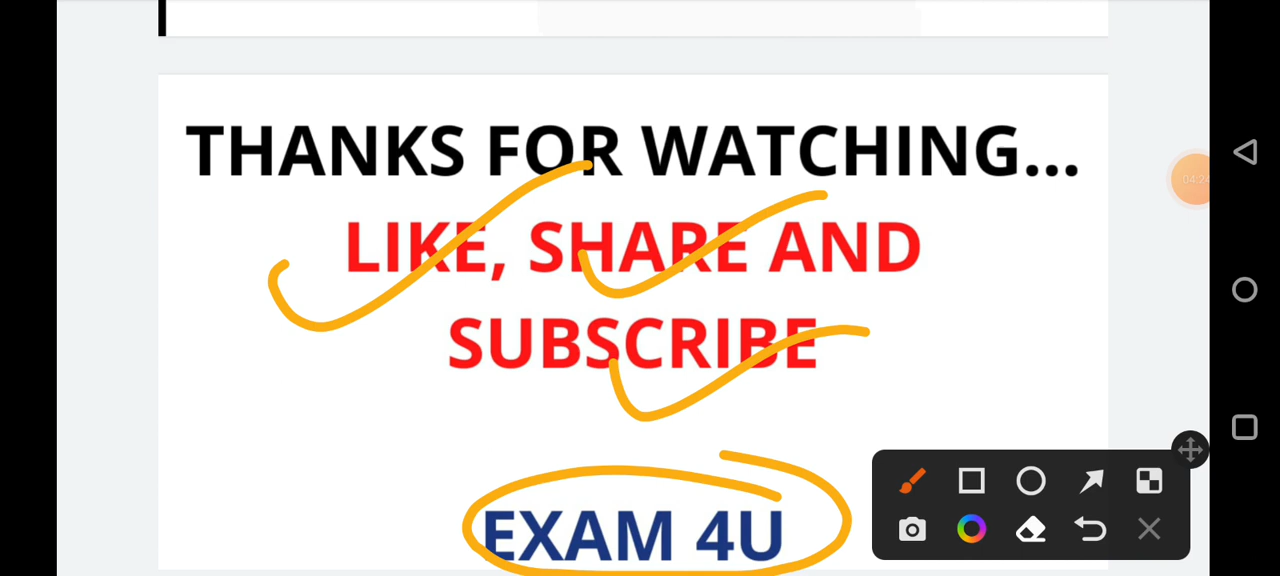 THANKS FOR WATCHING...
LIKE, SHARE AND
SUBSCRIBE
EXAM 4U